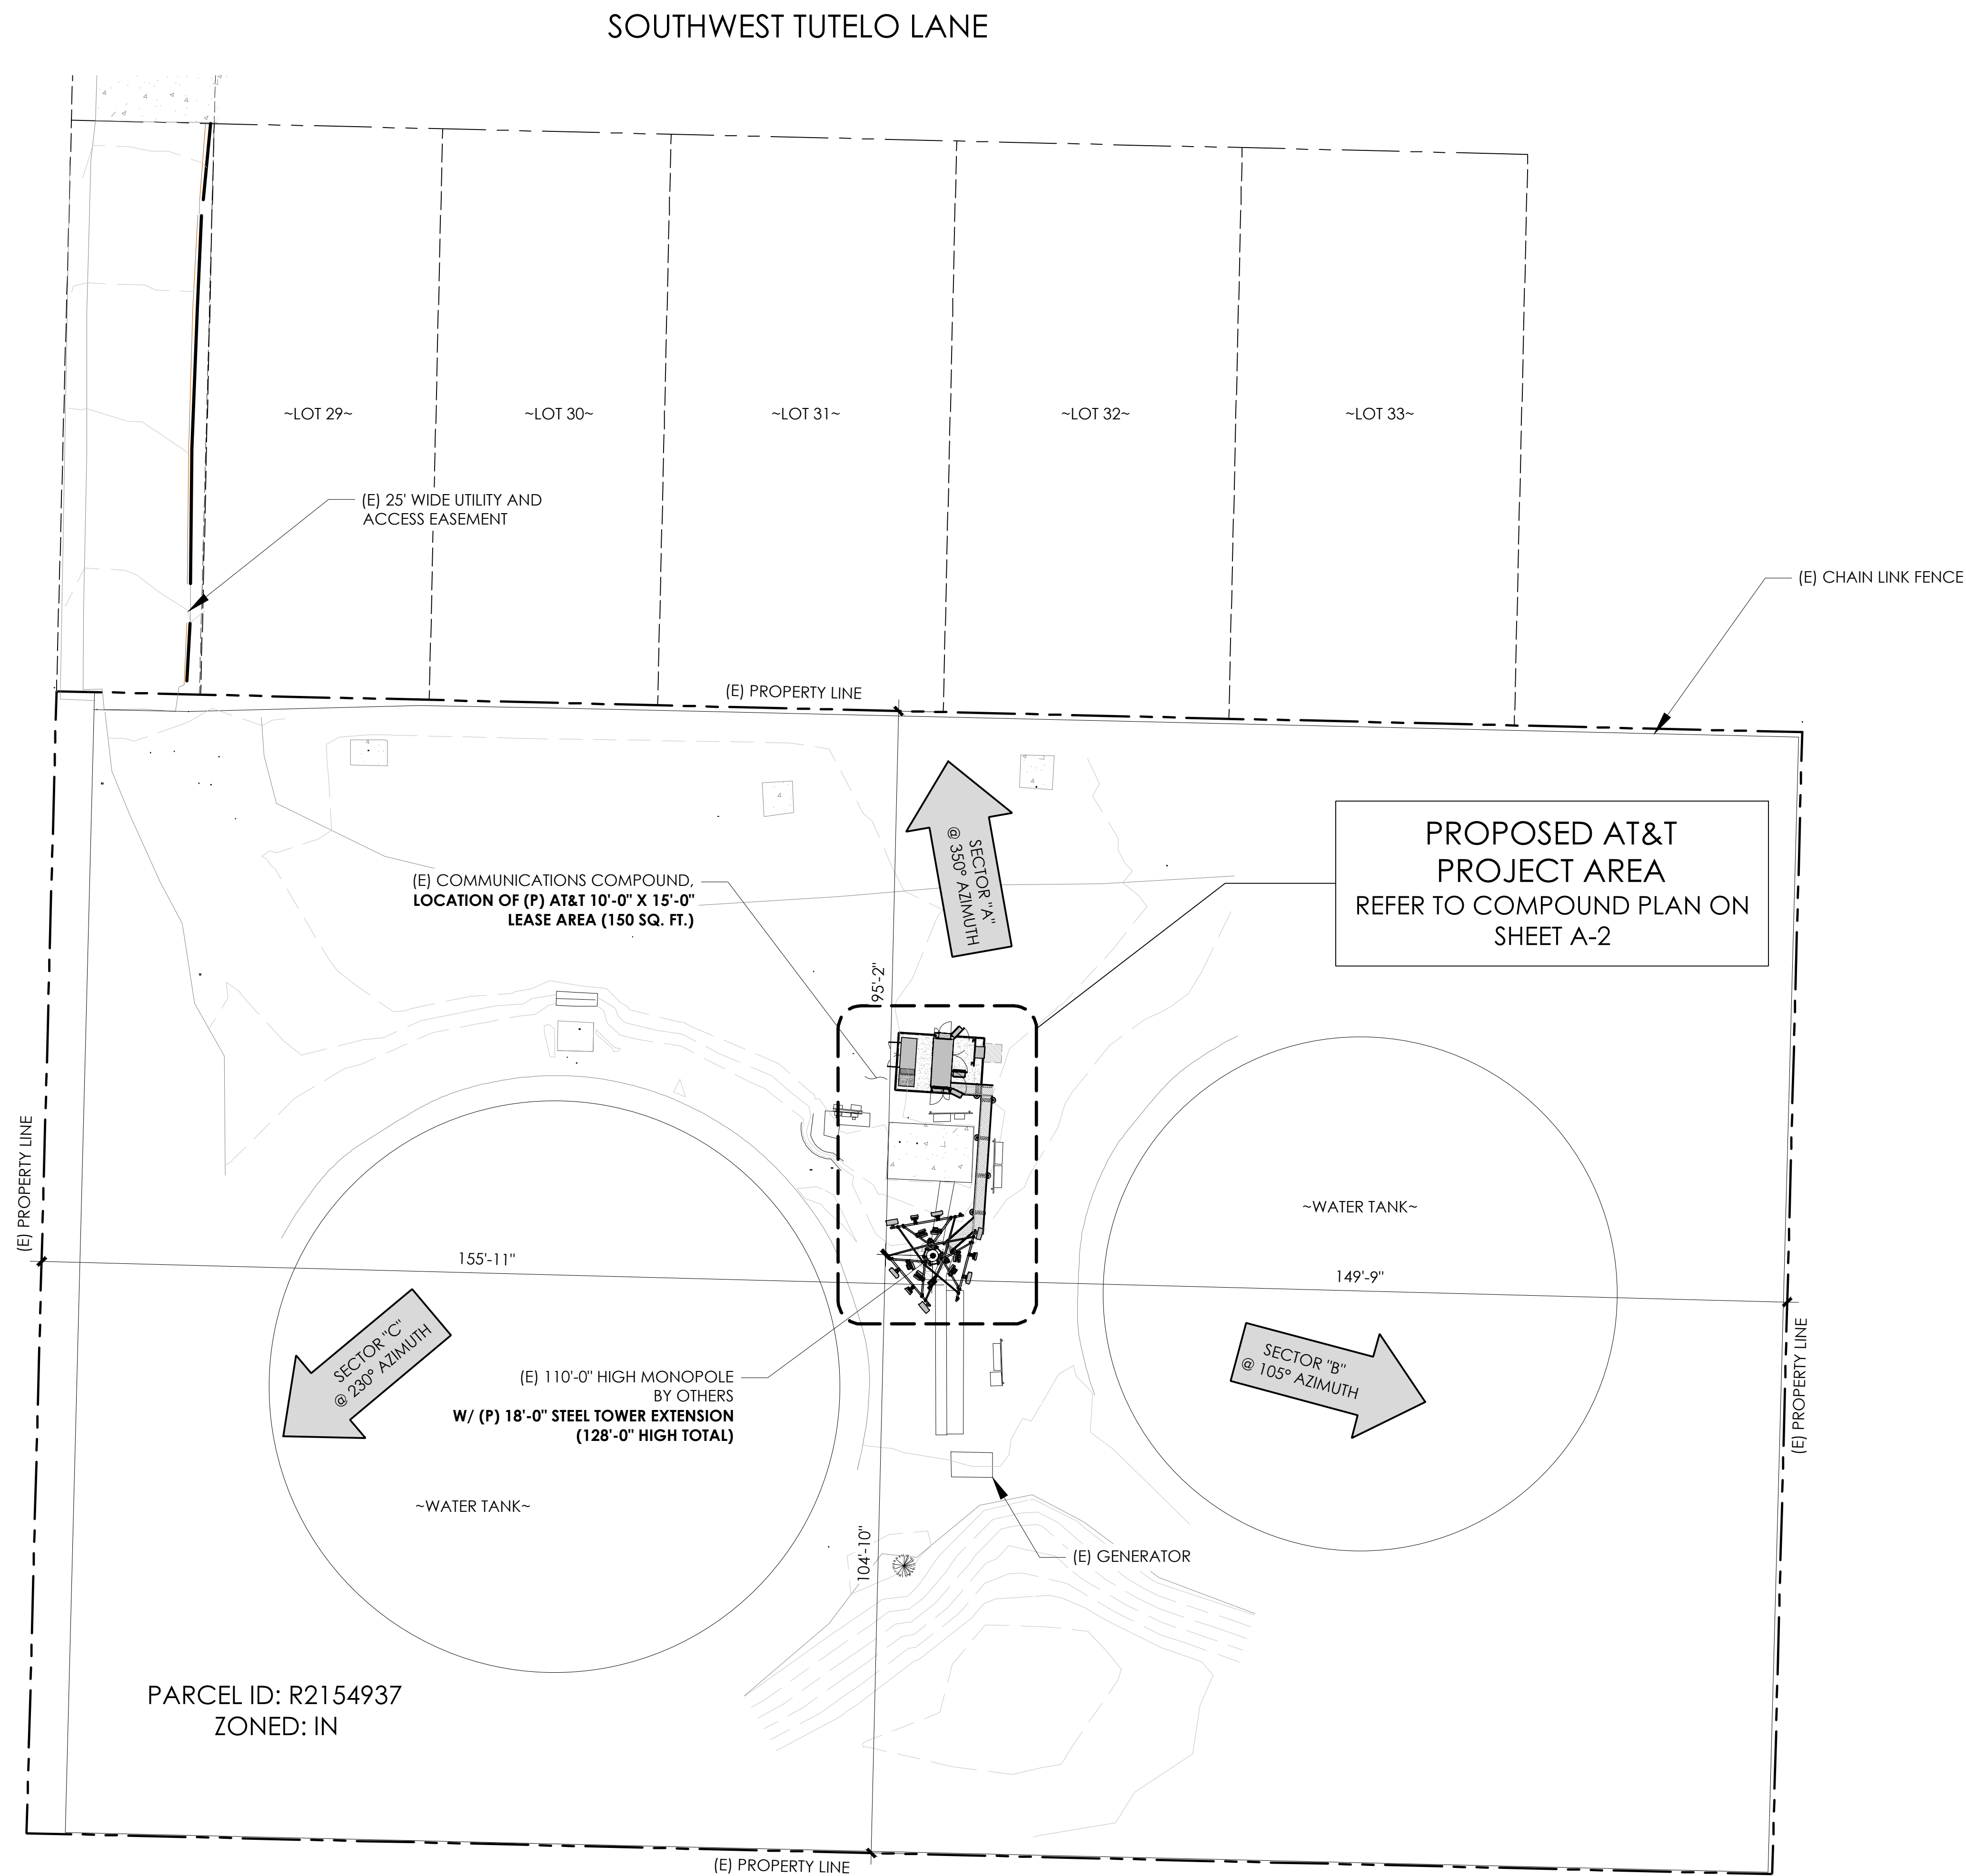 SOUTHWEST TUTELO LANE
~LOT 29~
~LOT 30~
~LOT 31~
~LOT 32~
~LOT 33~
(E) 25' WIDE UTILITY AND
ACCESS EASEMENT
(E) CHAIN LINK FENCE
(E) PROPERTY LINE
SECTOR "A"
@ 350° AZIMUTH
PROPOSED AT&T
PROJECT AREA
REFER TO COMPOUND PLAN ON
SHEET A-2
(E) COMMUNICATIONS COMPOUND,
LOCATION OF (P) AT&T 10'-0" X 15'-0"
LEASE AREA (150 SQ. FT.)
95'-2"
(E) PROPERTY LINE
~WATER TANK~
155'-11"
149'-9"
SECTOR "C"
@ 230° AZIMUTH
SECTOR "B"
@ 105° AZIMUTH
(E) PROPERTY LINE
(E) 110'-0" HIGH MONOPOLE
BY OTHERS
W/ (P) 18'-0" STEEL TOWER EXTENSION
(128'-0" HIGH TOTAL)
~WATER TANK~
104'-10"
(E) GENERATOR
PARCEL ID: R2154937
ZONED: IN
(E) PROPERTY LINE